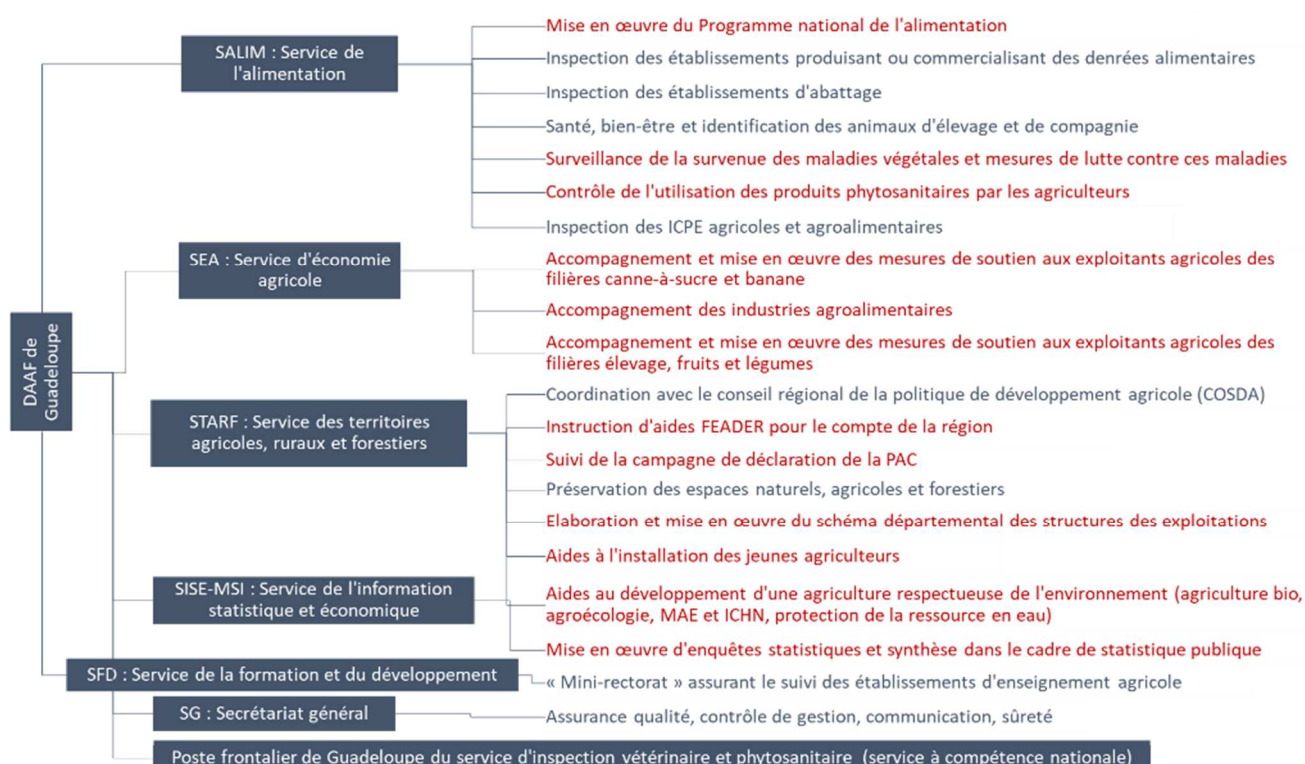 DAAF de
Guadeloupe
SALIM : Service de
l'alimentation
Mise en œuvre du Programme national de l'alimentation
Inspection des établissements produisant ou commercialisant des denrées alimentaires
Inspection des établissements d'abattage
Santé, bien-être et identification des animaux d'élevage et de compagnie
Surveillance de la survenue des maladies végétales et mesures de lutte contre ces maladies
Contrôle de l'utilisation des produits phytosanitaires par les agriculteurs
Inspection des ICPE agricoles et agroalimentaires
SEA : Service d'économie
agricole
Accompagnement et mise en œuvre des mesures de soutien aux exploitants agricoles des
filières canne-à-sucre et banane
Accompagnement des industries agroalimentaires
Accompagnement et mise en œuvre des mesures de soutien aux exploitants agricoles des
filières élevage, fruits et légumes
STARF : Service des territoires
agricoles, ruraux et forestiers
Coordination avec le conseil régional de la politique de développement agricole (COSDA)
Instruction d'aides FEADER pour le compte de la région
Suivi de la campagne de déclaration de la PAC
Préservation des espaces naturels, agricoles et forestiers
Elaboration et mise en œuvre du schéma départemental des structures des exploitations
Aides à l'installation des jeunes agriculteurs
Aides au développement d'une agriculture respectueuse de l'environnement (agriculture bio,
agroécologie, MAE et ICHN, protection de la ressource en eau)
SISE-MSI : Service de l'information
statistique et économique
Mise en œuvre d'enquêtes statistiques et synthèse dans le cadre de statistique publique
SFD : Service de la formation et du développement
« Mini-rectorat » assurant le suivi des établissements d'enseignement agricole
SG : Secrétariat général
Assurance qualité, contrôle de gestion, communication, sûreté
Poste frontalier de Guadeloupe du service d'inspection vétérinaire et phytosanitaire (service à compétence nationale)